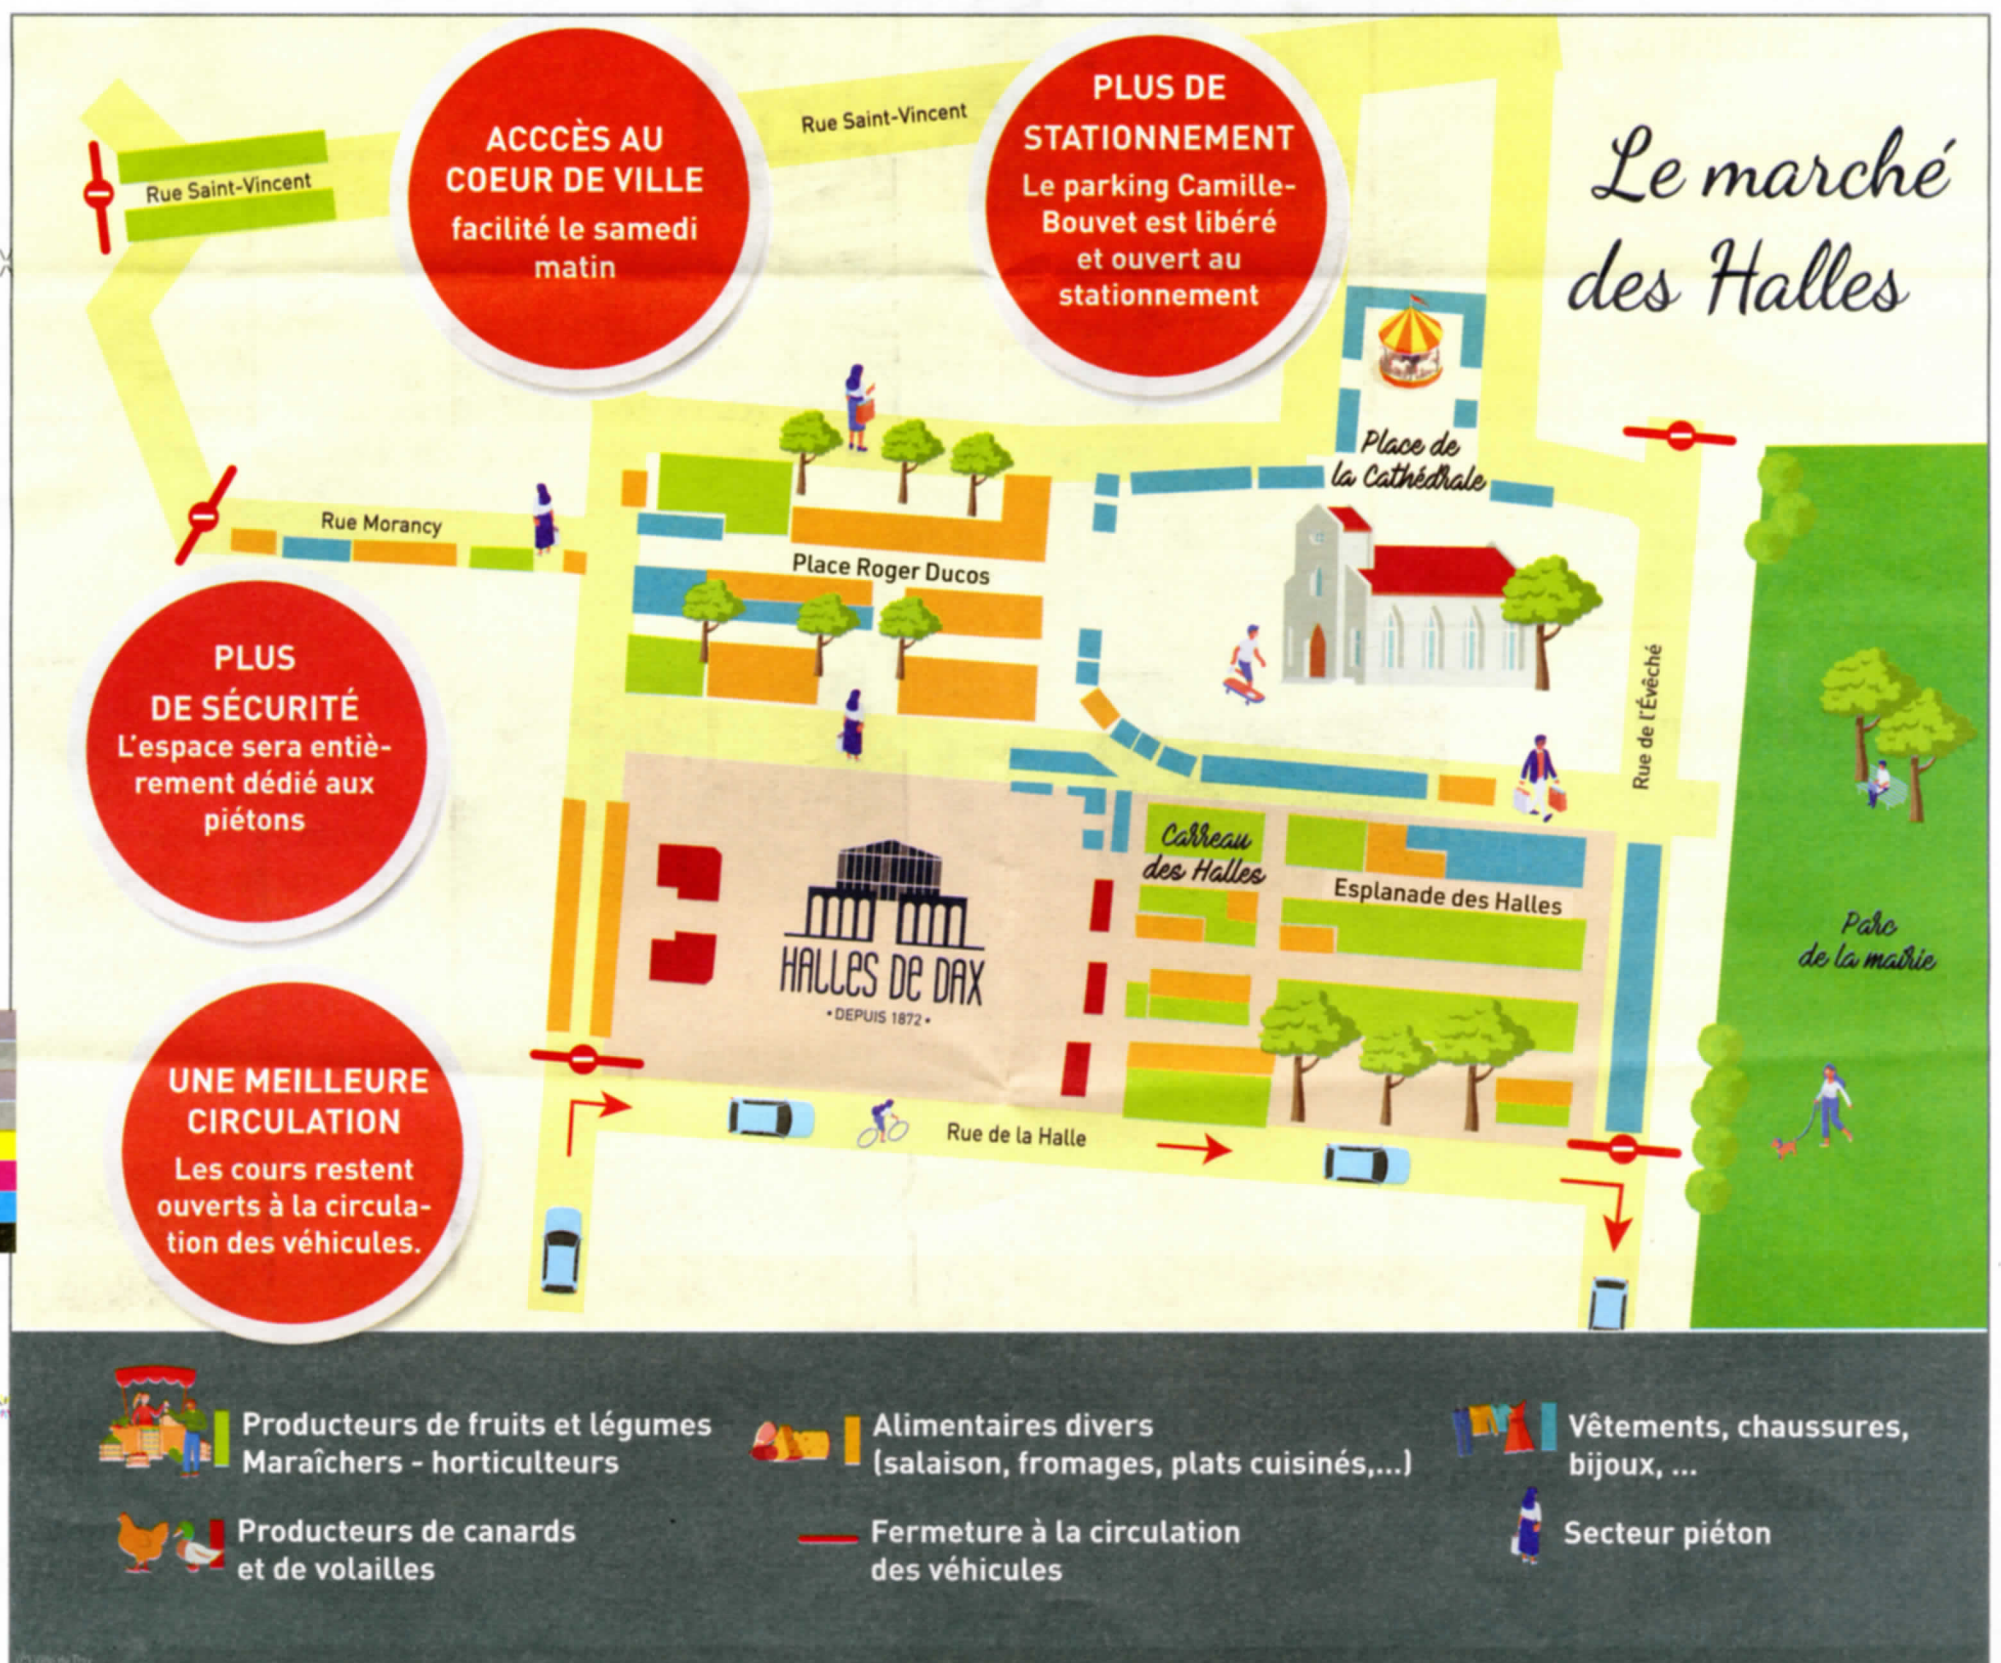 ACCCÈS AU
COEUR DE VILLE
facilité le samedi
matin
PLUS DE
STATIONNEMENT
Le parking Camille-
Bouvet est libéré
et ouvert au
stationnement
Le marché
des Halles
Rue Saint-Vincent
Rue Saint-Vincent
Place de
la Cathédrale
Rue Morancy
Place Roger Ducos
PLUS
DE SÉCURITÉ
L'espace sera entiè-
rement dédié aux
piétons
Rue de l'Évêché
Carreau
des Halles
Esplanade des Halles
HALLES DE DAX
• DEPUIS 1872 •
Parc
de la mairie
UNE MEILLEURE
CIRCULATION
Les cours restent
ouverts à la circula-
tion des véhicules.
Rue de la Halle
Producteurs de fruits et légumes
Maraîchers - horticulteurs
Alimentaires divers
(salaison, fromages, plats cuisinés,...)
Vêtements, chaussures,
bijoux, ...
Producteurs de canards
et de volailles
Fermeture à la circulation
des véhicules
Secteur piéton